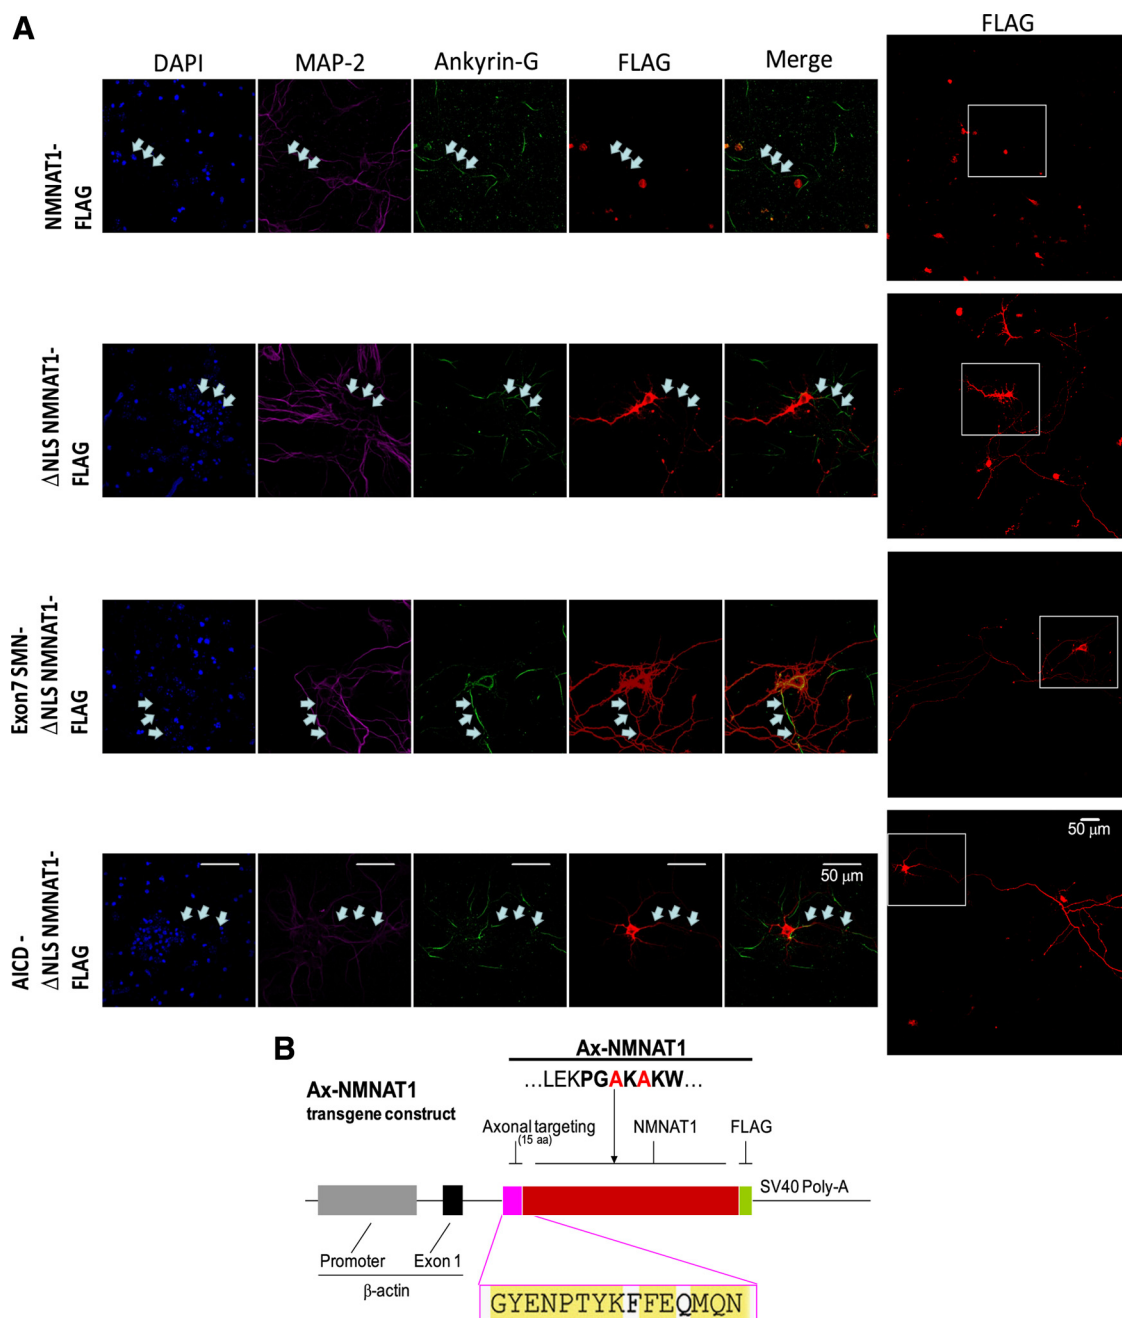 A
DAPI
MAP-2
Ankyrin-G
FLAG
Merge
FLAG
NMNAT1-
FLAG
ΔNLS NMNAT1-
FLAG
Exon7 SMN-
ΔNLS NMNAT1-
FLAG
AICD -
ΔNLS NMNAT1-
FLAG
50 μm
50 μm
B
Ax-NMNAT1
...LEKPGAKAKW...
Ax-NMNAT1
transgene construct
Axonal targeting
(15 aa)
NMNAT1
FLAG
SV40 Poly-A
Promoter
Exon 1
β-actin
GYENPTYKFFEQMQN